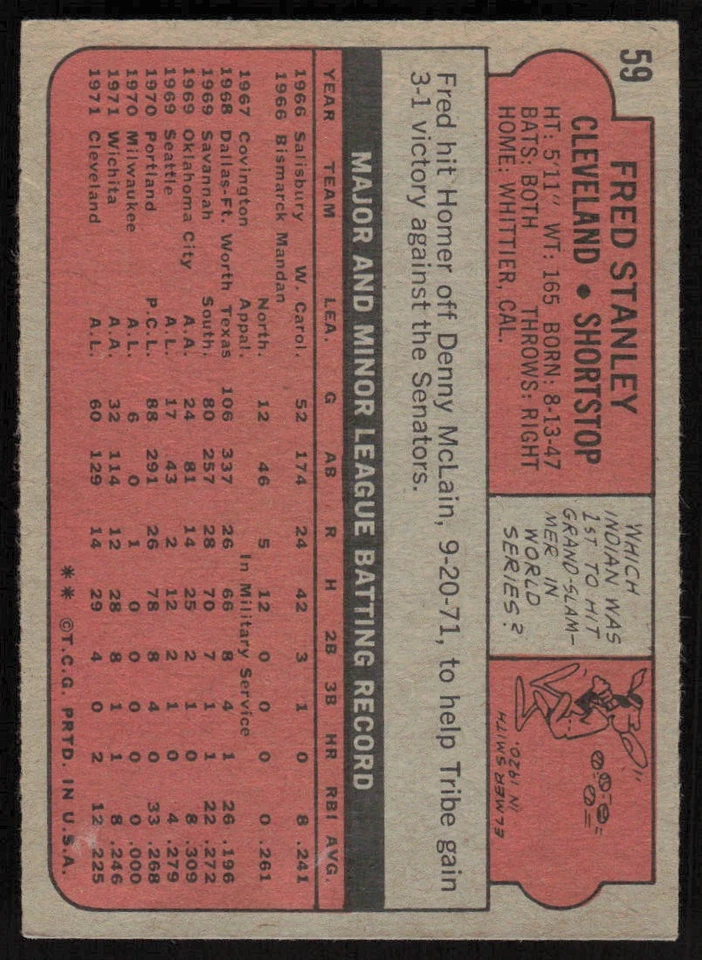 59
FRED STANLEY
CLEVELAND • SHORTSTOP
HT: 5'11" WT: 165 BORN: 8-13-47
BATS: BOTH THROWS: RIGHT
HOME: WHITTIER, CAL.
WHICH
INDIAN WAS
1ST TO HIT
GRAND-SLAM-
MER IN
WORLD
SERIES?
ELMER SMITH
IN 1920.
Fred hit Homer off Denny McLain, 9-20-71, to help Tribe gain
3-1 victory against the Senators.
MAJOR AND MINOR LEAGUE BATTING RECORD
YEAR TEAM LEA. G AB R H 2B 3B HR RBI AVG.
1966 Salisbury W. Carol. 52 174 24 42 3 1 0 8 .241
1966 Bismarck Mandan North. 12 46 5 12 0 0 0 0 .261
1967 Covington Appal. In Military Service
1968 Dallas-Ft. Worth Texas 106 337 26 66 8 4 1 26 .196
1969 Savannah South. 80 257 28 70 7 1 1 22 .272
1969 Oklahoma City A.A. 24 81 14 25 2 1 0 8 .309
1969 Seattle A.L. 17 43 2 12 2 1 0 4 .279
1970 Portland P.C.L. 88 291 26 78 8 4 0 33 .268
1970 Milwaukee A.L. 6 0 1 0 0 0 0 0 .000
1971 Wichita A.A. 32 114 12 28 8 1 1 8 .246
1971 Cleveland A.L. 60 129 14 29 4 0 2 12 .225
** ©T.C.G. PRTD. IN U.S.A.